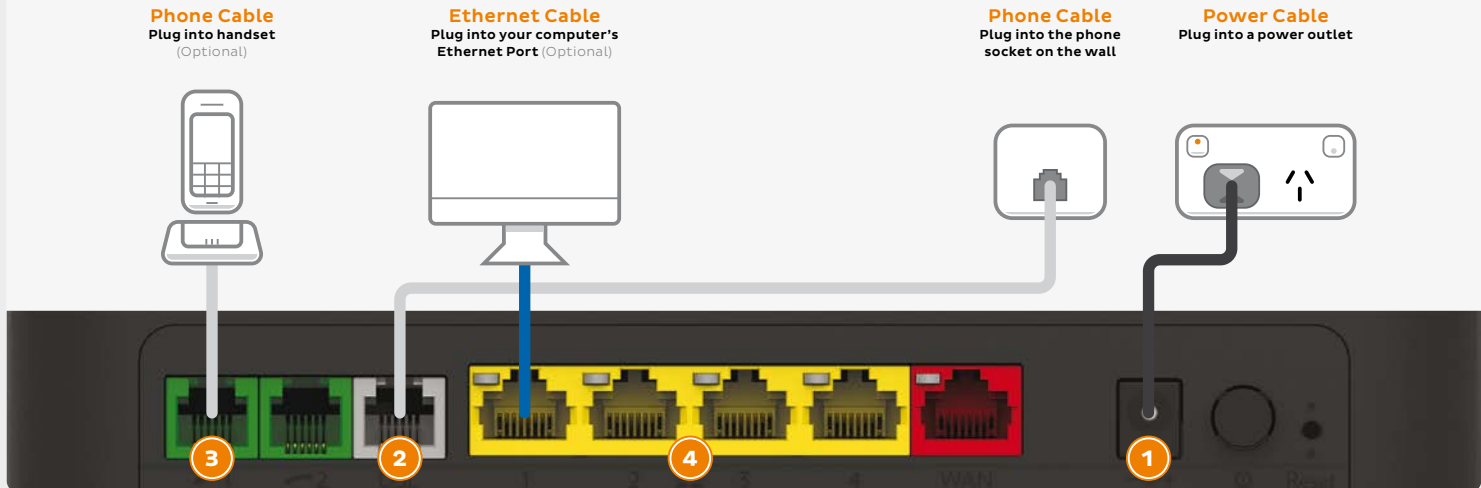 Phone Cable
Plug into handset
(Optional)
Ethernet Cable
Plug into your computer's
Ethernet Port (Optional)
Phone Cable
Plug into the phone
socket on the wall
Power Cable
Plug into a power outlet
3
2
4
1
2
1
2
3
4
WAN
Reset